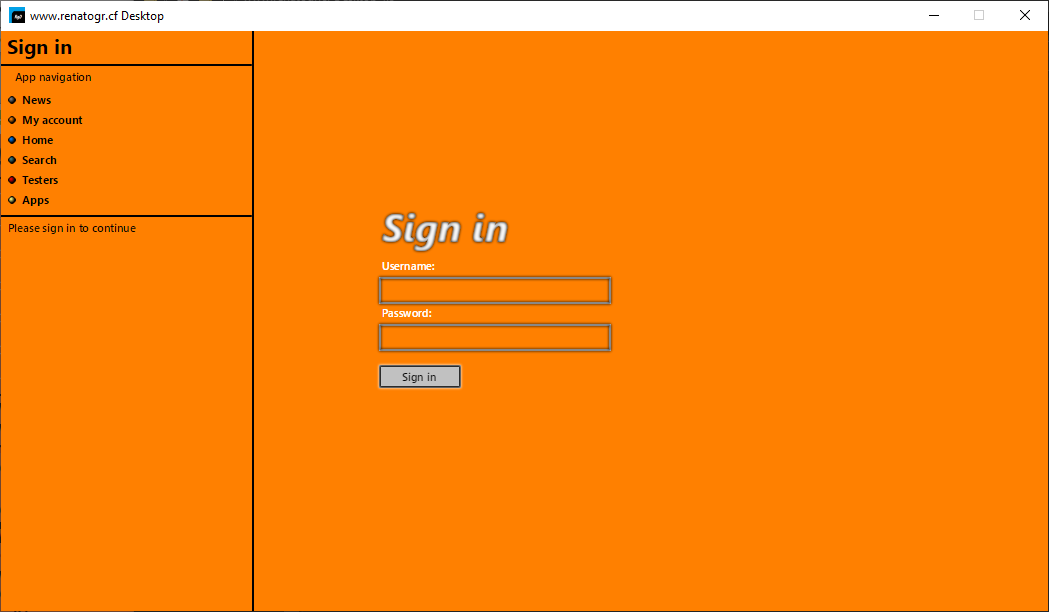 www.renatogr.cf Desktop
Sign in
App navigation
News
My account
Home
Search
Testers
Apps
Please sign in to continue
Sign in
Username:
Password:
Sign in